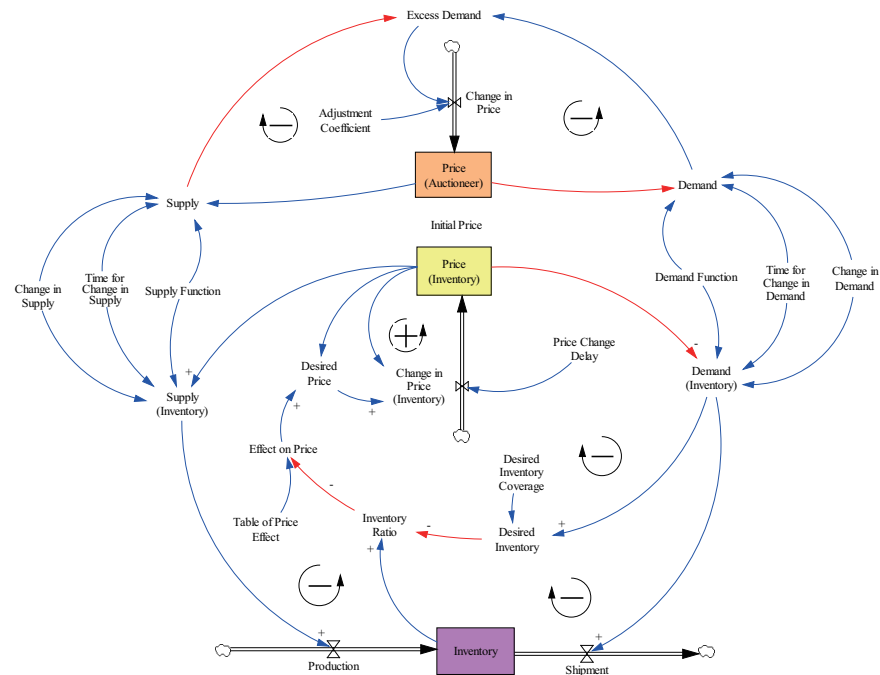 Excess Demand
Change in
Price
Adjustment
Coefficient
Price
(Auctioneer)
Supply
Demand
Initial Price
Price
(Inventory)
Change in
Supply
Time for
Change in
Supply
Supply Function
Demand Function
Time for
Change in
Demand
Change in
Demand
Desired
Price
Change in
Price
(Inventory)
Price Change
Delay
-
+
Supply
(Inventory)
+
+
Demand
(Inventory)
Effect on Price
Desired
Inventory
Coverage
-
Table of Price
Effect
Inventory
Ratio
+
-
Desired
Inventory
+
+
Production
Inventory
+
Shipment